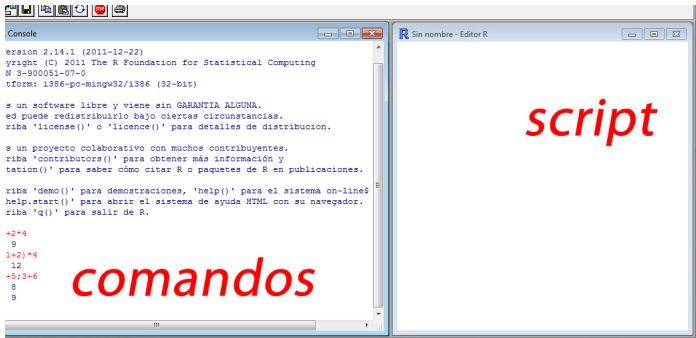 Console
ersion 2.14.1 (2011-12-22)
yright (C) 2011 The R Foundation for Statistical Computing
N 3-900051-07-0
tform: i386-pc-mingw32/i386 (32-bit)
s un software libre y viene sin GARANTIA ALGUNA.
ed puede redistribuirlo bajo ciertas circunstancias.
riba 'license()' o 'licence()' para detalles de distribucion.
s un proyecto colaborativo con muchos contribuyentes.
riba 'contributors()' para obtener más información y
tation()' para saber cómo citar R o paquetes de R en publicaciones.
riba 'demo()' para demostraciones, 'help()' para el sistema on-line$
help.start()' para abrir el sistema de ayuda HTML con su navegador.
riba 'q()' para salir de R.
+2*4
9
1+2)*4
12
+5;3+6
8
9
comandos
R Sin nombre - Editor R
script